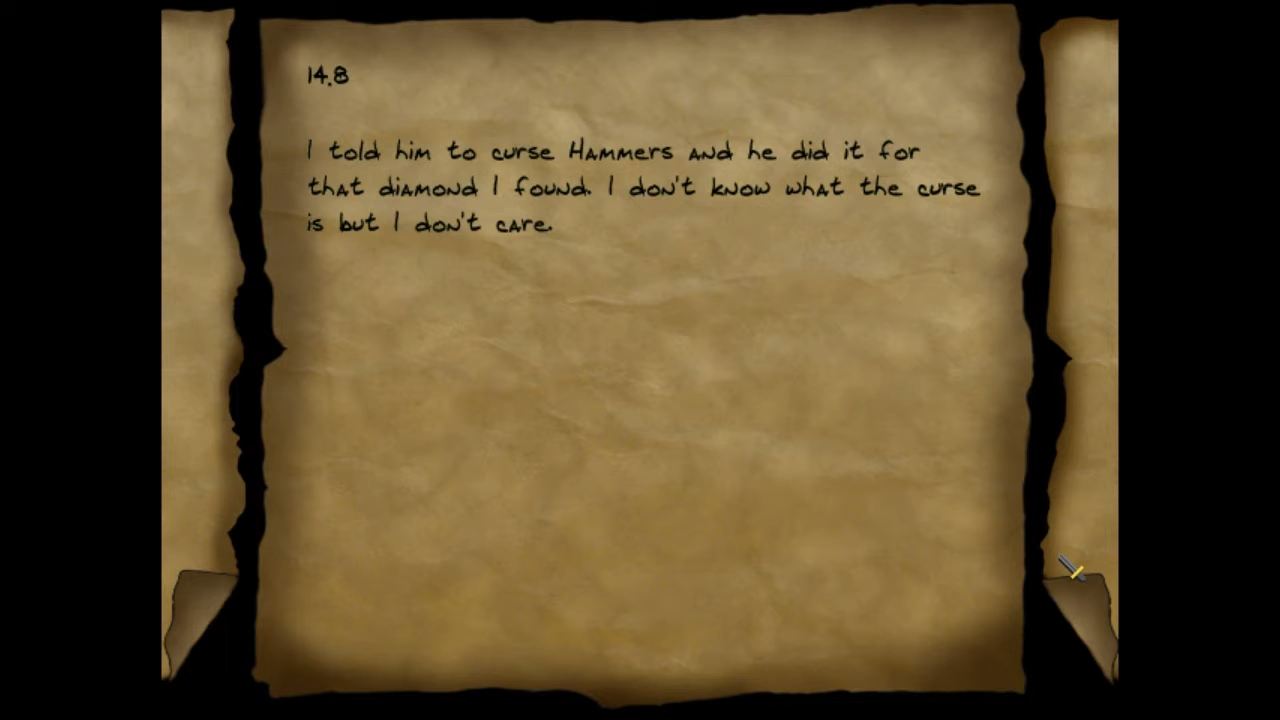 14.8
I told him to curse Hammers and he did it for
that diamond I found. I don't know what the curse
is but I don't care.